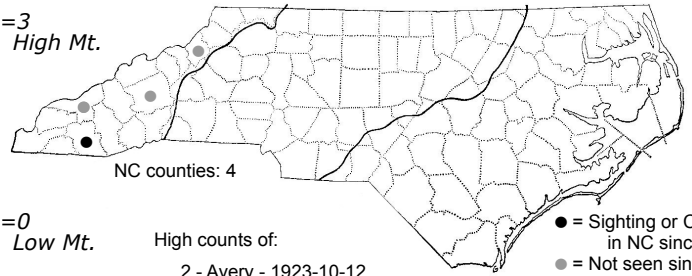 =3
High Mt.
NC counties: 4
=0
Low Mt.
High counts of:
2 - Avery - 1923-10-12
= Sighting or
in NC sinc
= Not seen sin